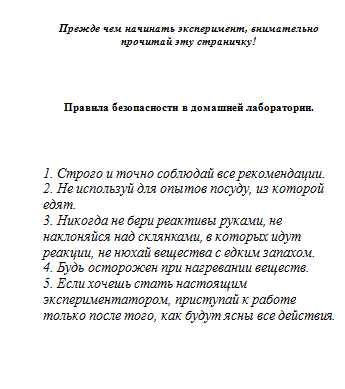 Прежде чем начинать эксперимент, внимательно
прочитай эту страничку!
Правила безопасности в домашней лаборатории.
1. Строго и точно соблюдай все рекомендации.
2. Не используй для опытов посуду, из которой
едят.
3. Никогда не бери реактивы руками, не
наклоняйся над склянками, в которых идут
реакции, не нюхай вещества с едким запахом.
4. Будь осторожен при нагревании веществ.
5. Если хочешь стать настоящим
экспериментатором, приступай к работе
только после того, как будут ясны все действия.